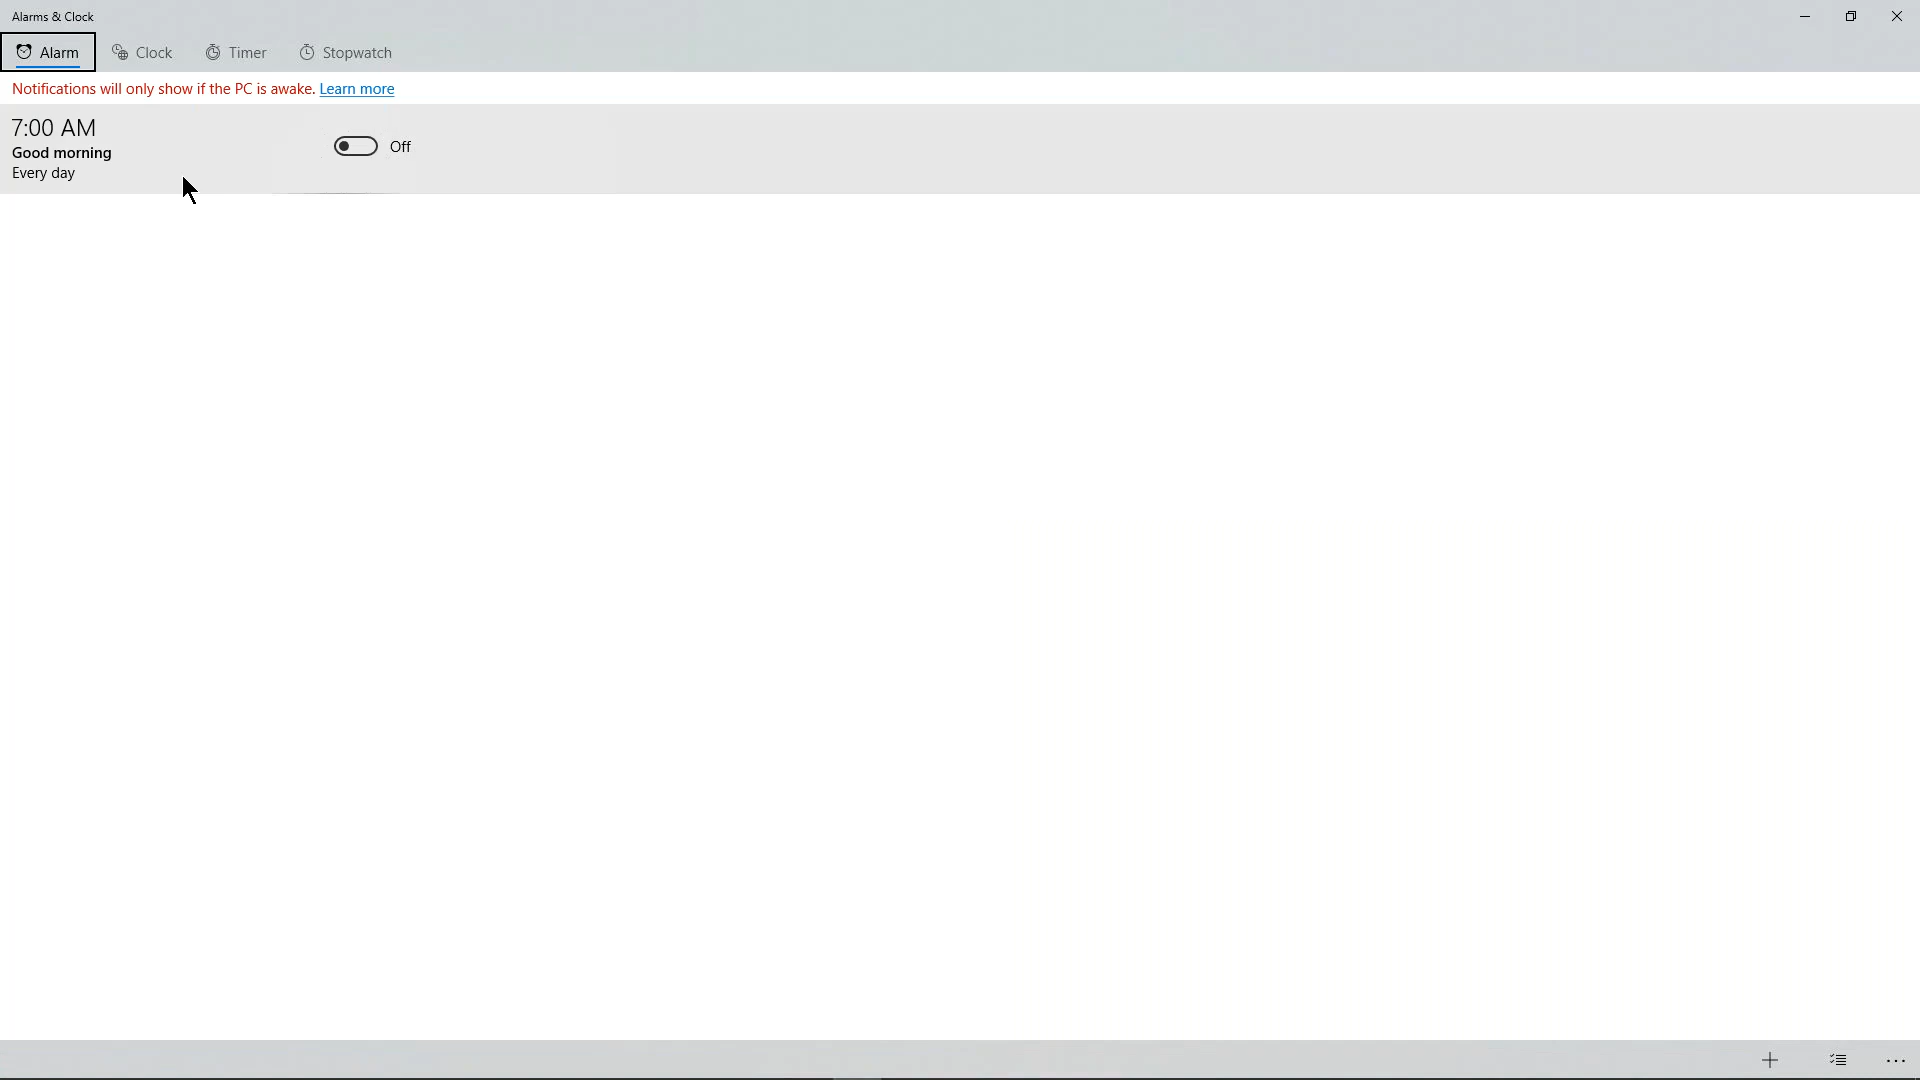 Alarms & Clock
Alarm Clock Timer Stopwatch
Notifications will only show if the PC is awake. Learn more
7:00 AM
Good morning
Every day
Off